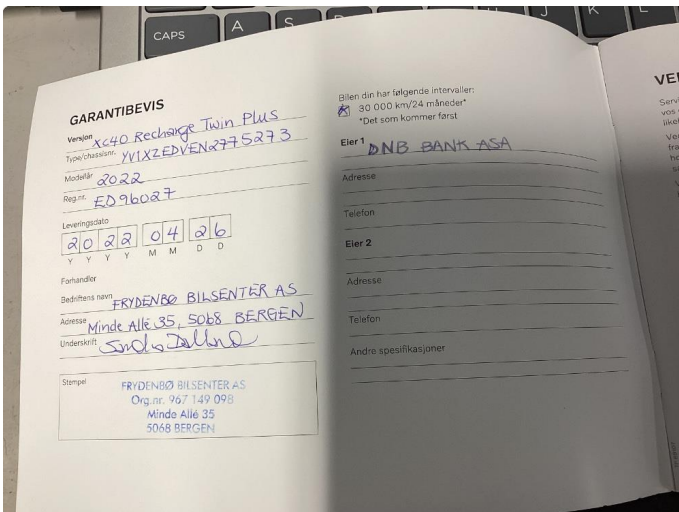 CAPS
A
S
J
K
L
GARANTIBEVIS
Versjon XC40 Recharge Twin Plus
Type/chassisnr. YV1XZEDVEN2775273
Modellår 2022
Reg.nr. ED96027
Leveringsdato
2022 04 26
Y Y Y Y M M D D
Forhandler
Bedriftens navn FRYDENBØ BILSENTER AS
Adresse Minde Allé 35, 5068 BERGEN
Underskrift
Stempel
FRYDENBØ BILSENTER AS
Org.nr. 967 149 098
Minde Allé 35
5068 BERGEN
Bilen din har følgende intervaller:
30 000 km/24 måneder*
*Det som kommer først
Eier 1 DNB BANK ASA
Adresse
Telefon
Eier 2
Adresse
Telefon
Andre spesifikasjoner